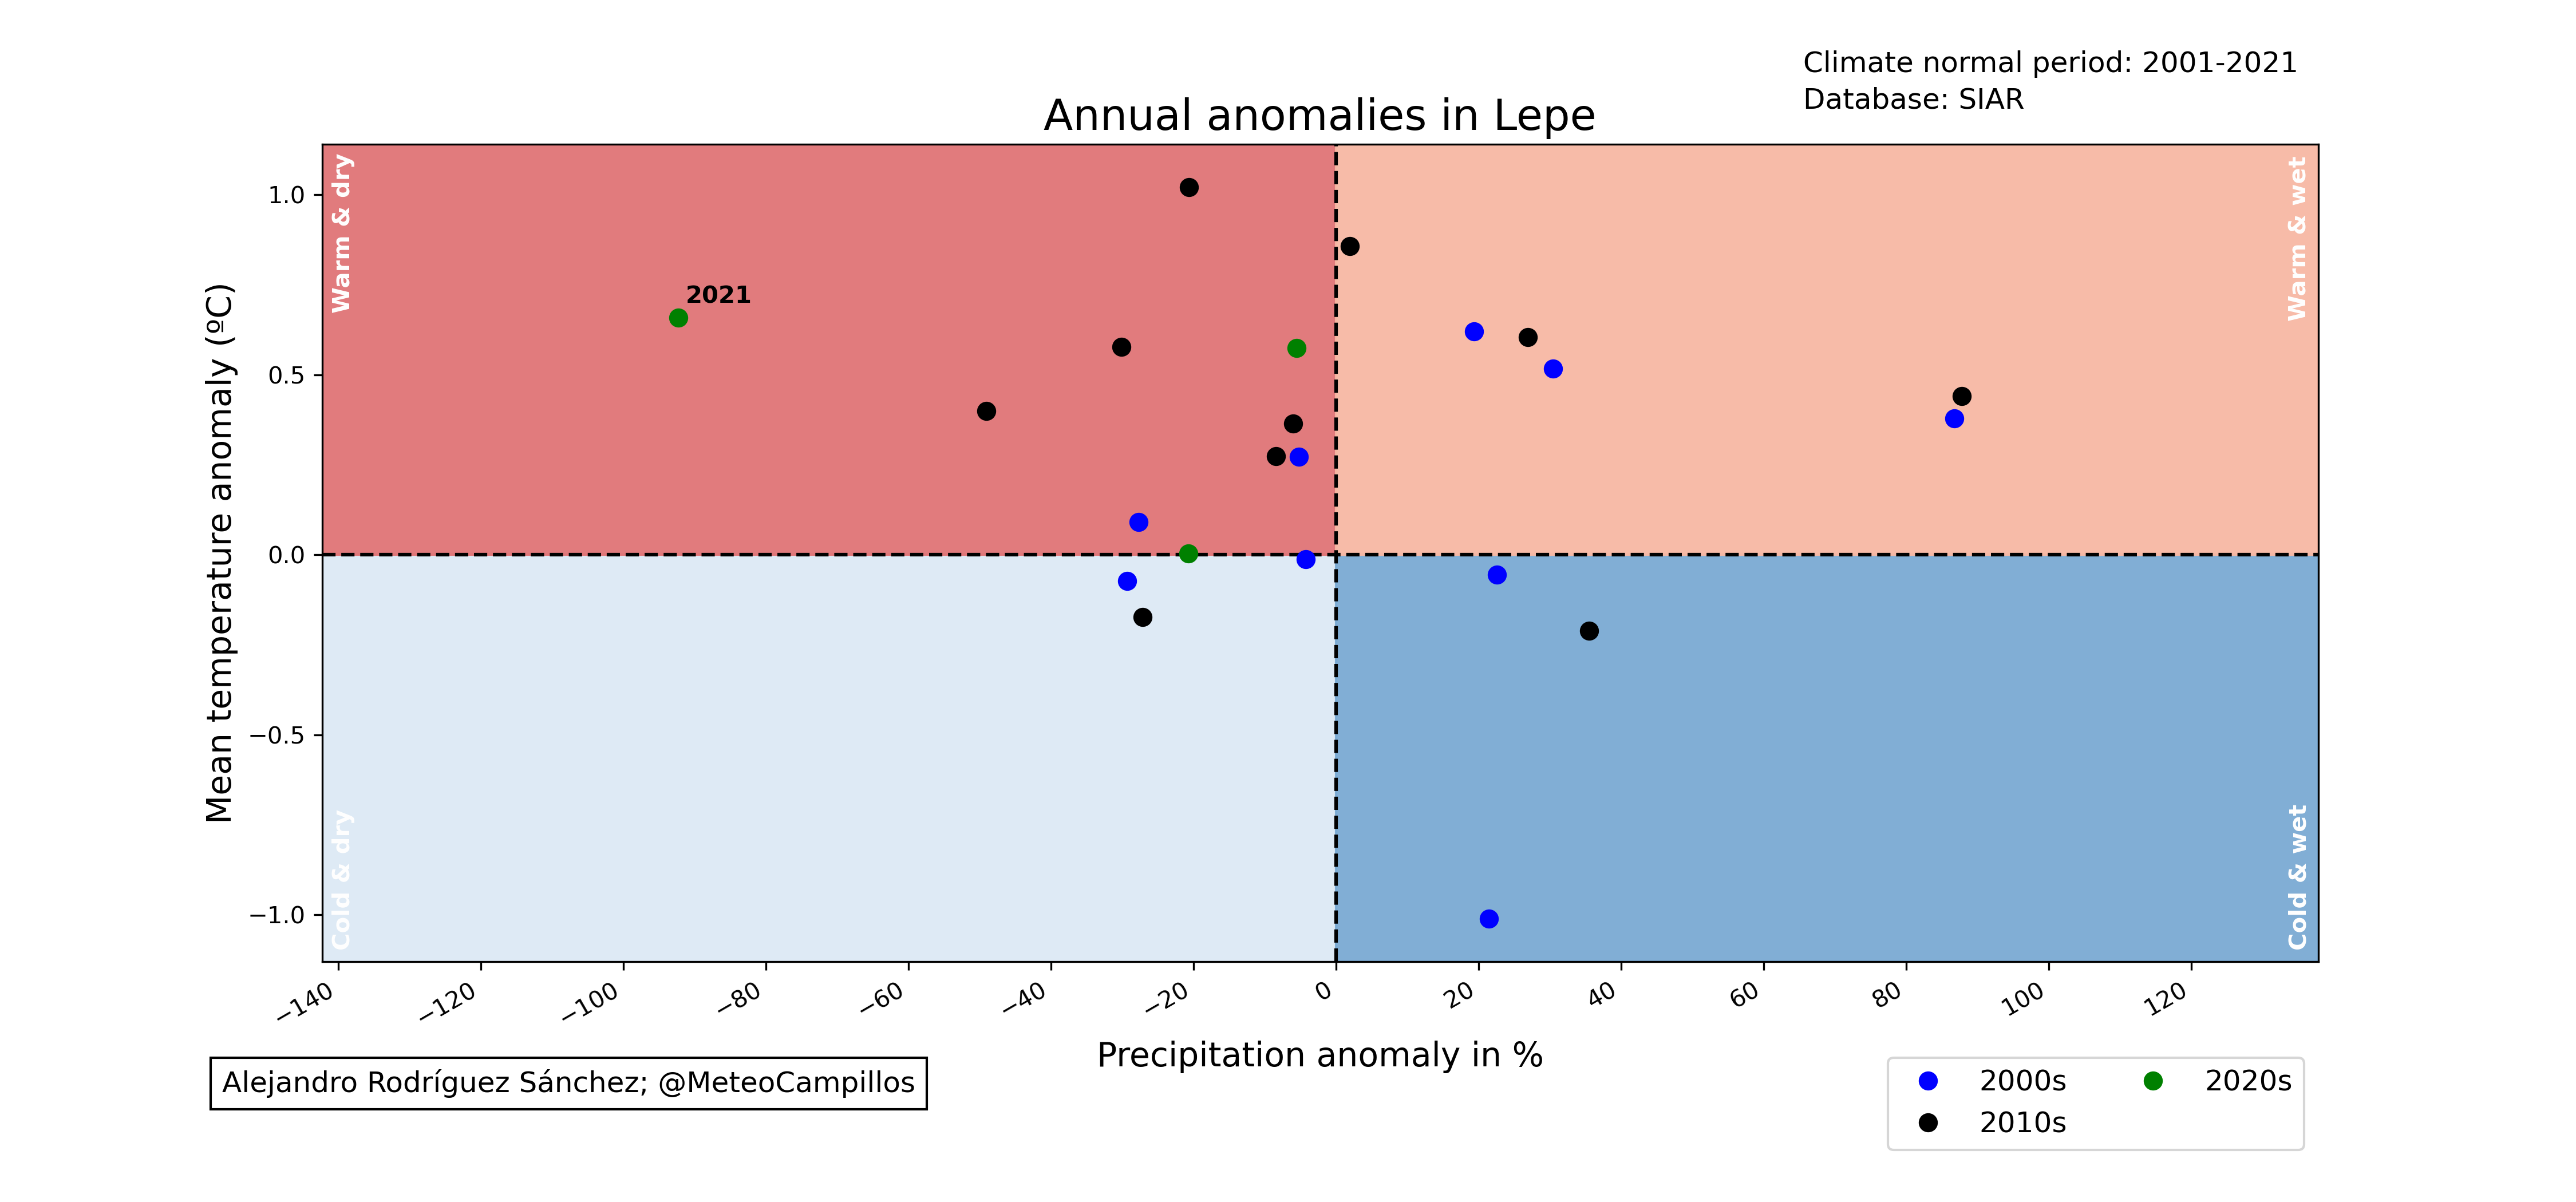 Climate normal period: 2001-2021
Database: SIAR
Annual anomalies in Lepe
Warm & dry
Warm & wet
2021
Cold & dry
Cold & wet
Mean temperature anomaly (ºC)
1.0
0.5
0.0
−0.5
−1.0
−140 −120 −100 −80 −60 −40 −20 0 20 40 60 80 100 120
Precipitation anomaly in %
Alejandro Rodríguez Sánchez; @MeteoCampillos
2000s 2020s
2010s